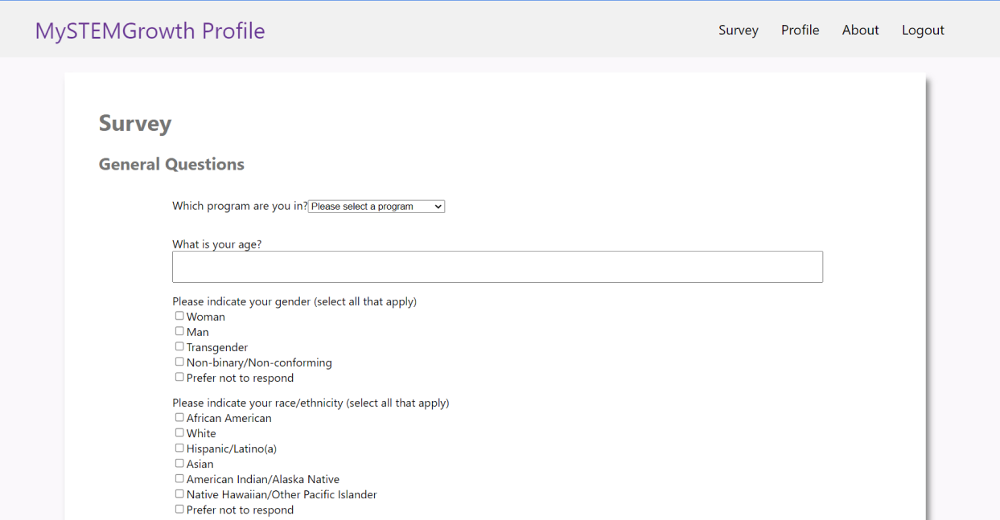 MySTEMGrowth Profile
Survey Profile About Logout
Survey
General Questions
Which program are you in? Please select a program
What is your age?
Please indicate your gender (select all that apply)
Woman
Man
Transgender
Non-binary/Non-conforming
Prefer not to respond
Please indicate your race/ethnicity (select all that apply)
African American
White
Hispanic/Latino(a)
Asian
American Indian/Alaska Native
Native Hawaiian/Other Pacific Islander
Prefer not to respond